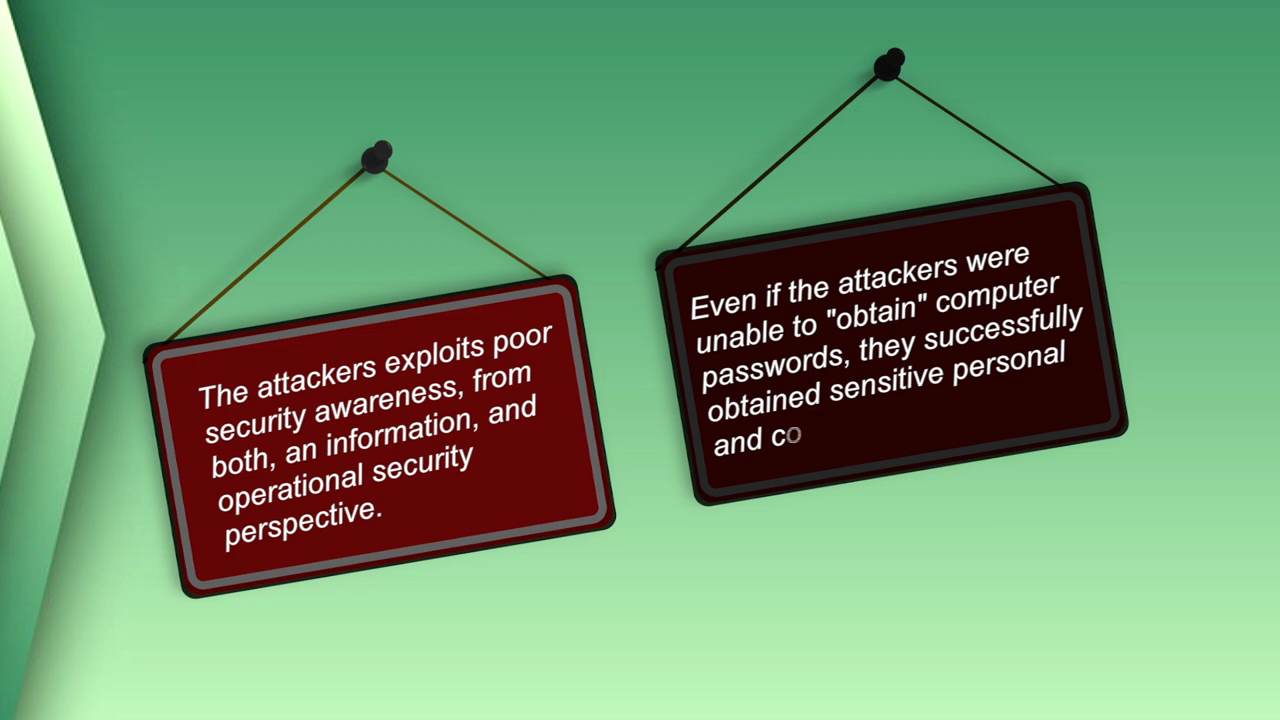 The attackers exploits poor
security awareness, from
both, an information, and
operational security
perspective.
Even if the attackers were
unable to "obtain" computer
passwords, they successfully
obtained sensitive personal
and co